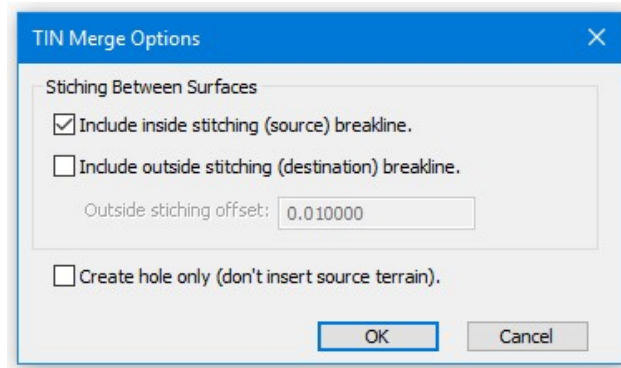 TIN Merge Options
Stiching Between Surfaces
Include inside stitching (source) breakline.
Include outside stitching (destination) breakline.
Outside stiching offset: 0.010000
Create hole only (don't insert source terrain).
OK Cancel